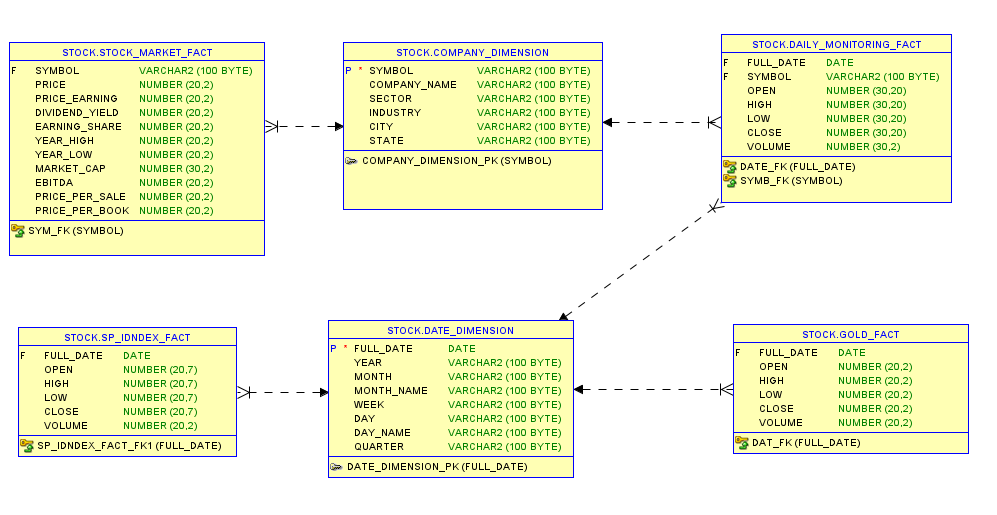 STOCK.STOCK_MARKET_FACT
F SYMBOL VARCHAR2 (100 BYTE)
PRICE NUMBER (20,2)
PRICE_EARNING NUMBER (20,2)
DIVIDEND_YIELD NUMBER (20,2)
EARNING_SHARE NUMBER (20,2)
YEAR_HIGH NUMBER (20,2)
YEAR_LOW NUMBER (20,2)
MARKET_CAP NUMBER (30,2)
EBITDA NUMBER (20,2)
PRICE_PER_SALE NUMBER (20,2)
PRICE_PER_BOOK NUMBER (20,2)
SYM_FK (SYMBOL)
STOCK.COMPANY_DIMENSION
P * SYMBOL VARCHAR2 (100 BYTE)
COMPANY_NAME VARCHAR2 (100 BYTE)
SECTOR VARCHAR2 (100 BYTE)
INDUSTRY VARCHAR2 (100 BYTE)
CITY VARCHAR2 (100 BYTE)
STATE VARCHAR2 (100 BYTE)
COMPANY_DIMENSION_PK (SYMBOL)
STOCK.DAILY_MONITORING_FACT
F FULL_DATE DATE
F SYMBOL VARCHAR2 (100 BYTE)
OPEN NUMBER (30,20)
HIGH NUMBER (30,20)
LOW NUMBER (30,20)
CLOSE NUMBER (30,20)
VOLUME NUMBER (30,2)
DATE_FK (FULL_DATE)
SYMB_FK (SYMBOL)
STOCK.SP_IDNDEX_FACT
F FULL_DATE DATE
OPEN NUMBER (20,7)
HIGH NUMBER (20,7)
LOW NUMBER (20,7)
CLOSE NUMBER (20,7)
VOLUME NUMBER (20,2)
SP_IDNDEX_FACT_FK1 (FULL_DATE)
STOCK.DATE_DIMENSION
P * FULL_DATE DATE
YEAR VARCHAR2 (100 BYTE)
MONTH VARCHAR2 (100 BYTE)
MONTH_NAME VARCHAR2 (100 BYTE)
WEEK VARCHAR2 (100 BYTE)
DAY VARCHAR2 (100 BYTE)
DAY_NAME VARCHAR2 (100 BYTE)
QUARTER VARCHAR2 (100 BYTE)
DATE_DIMENSION_PK (FULL_DATE)
STOCK.GOLD_FACT
F FULL_DATE DATE
OPEN NUMBER (20,2)
HIGH NUMBER (20,2)
LOW NUMBER (20,2)
CLOSE NUMBER (20,2)
VOLUME NUMBER (20,2)
DAT_FK (FULL_DATE)